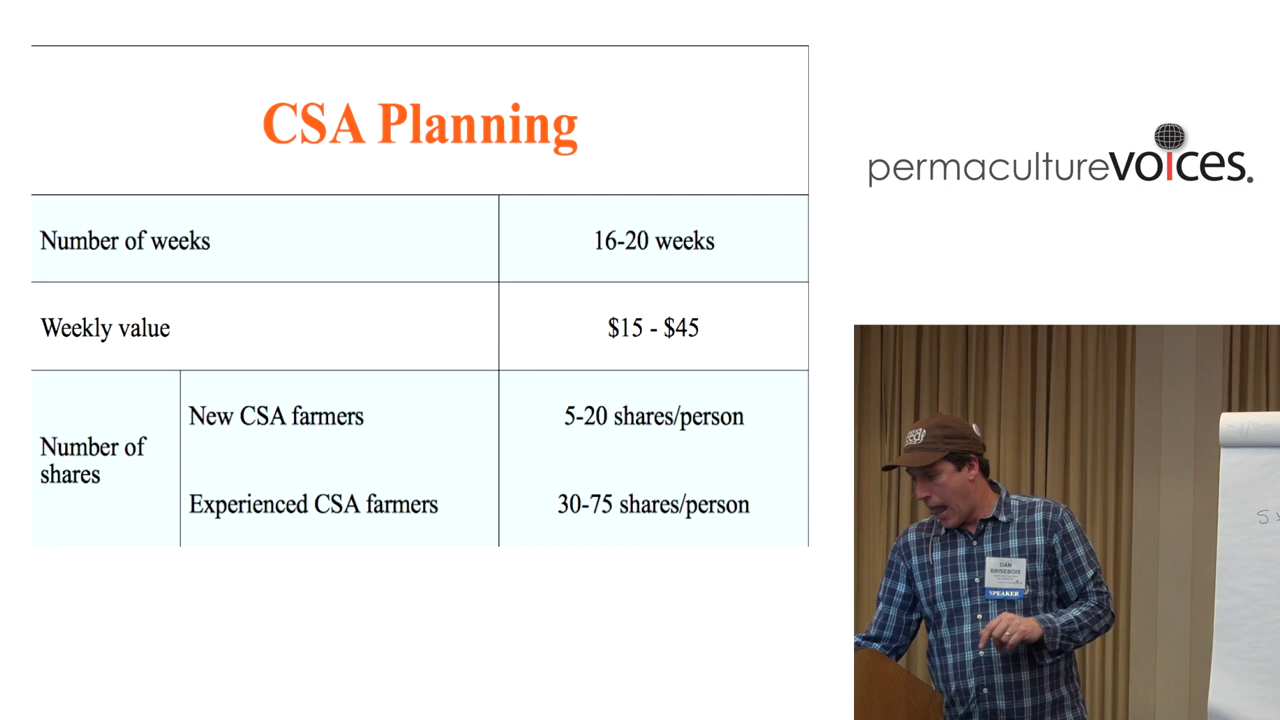 CSA Planning
Number of weeks
16-20 weeks
Weekly value
$15 - $45
Number of
shares
New CSA farmers
5-20 shares/person
Experienced CSA farmers
30-75 shares/person
permaculturevoices.
DAN
BRISEBOIS
SPEAKER